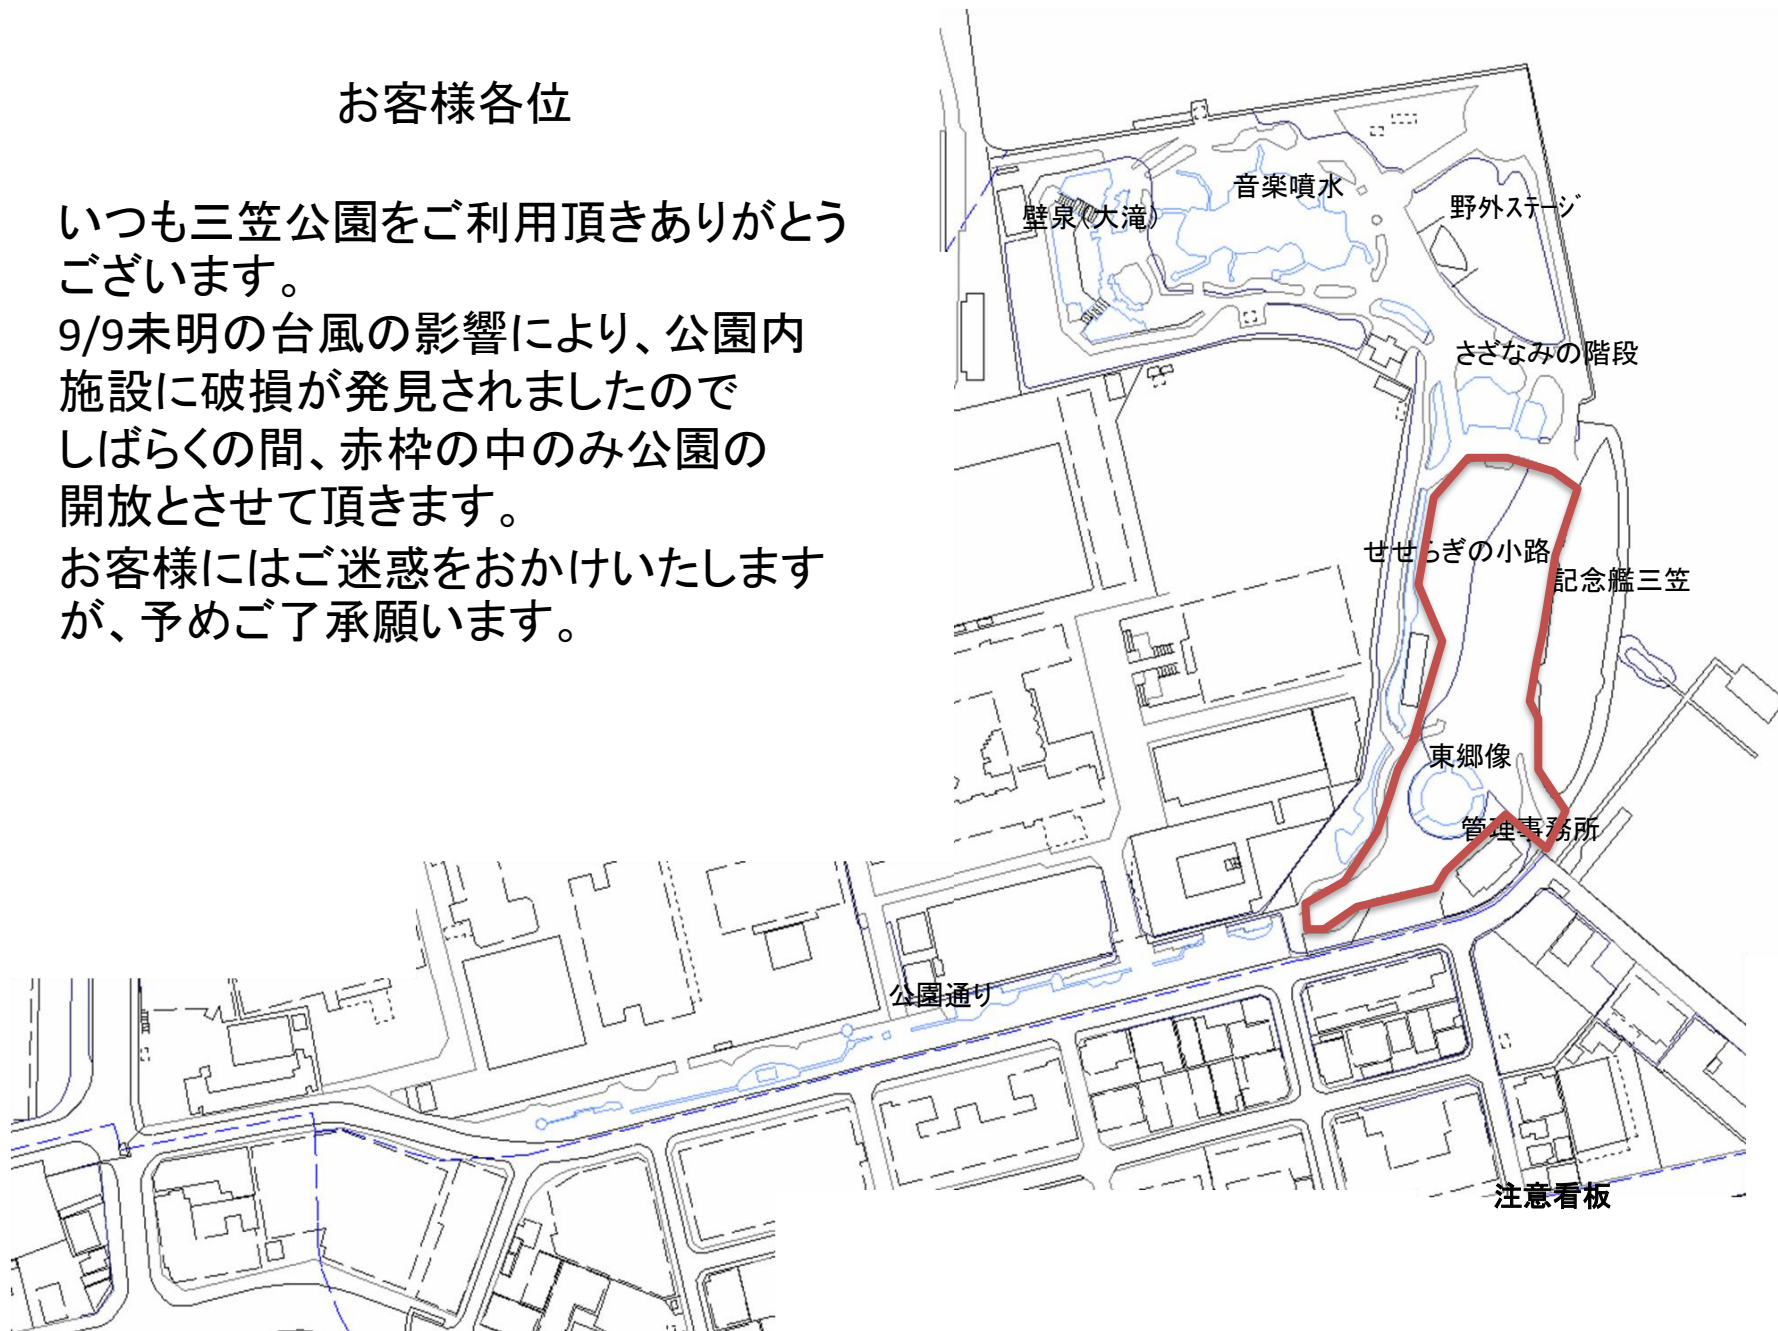 お客様各位
いつも三笠公園をご利用頂きありがとう
ございます。
9/9未明の台風の影響により、公園内
施設に破損が発見されましたので
しばらくの間、赤枠の中のみ公園の
開放とさせて頂きます。
お客様にはご迷惑をおかけいたします
が、予めご了承願います。
音楽噴水
壁泉(大滝)
野外ｽﾃｰｼﾞ
さざなみの階段
せせらぎの小路
記念艦三笠
東郷像
管理事務所
公園通り
注意看板